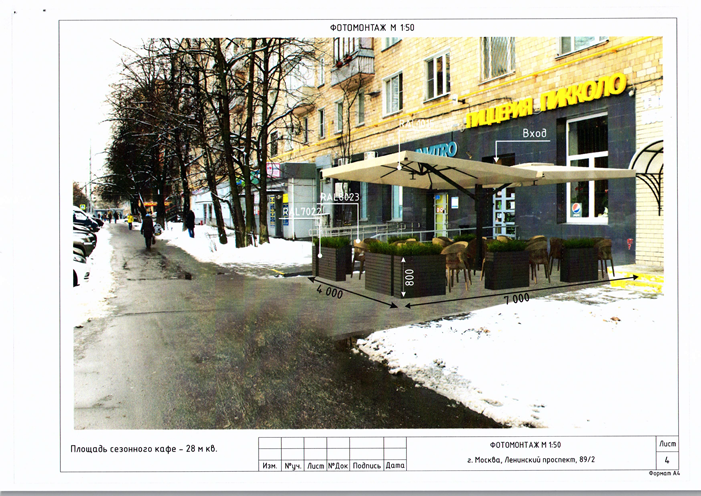 ФОТОМОНТАЖ М 1:50
ПИЦЦЕРИЯ ПИККОЛО
Вход
INVITRO
RAL8023
RAL7022
800
4 000
7 000
Площадь сезонного кафе - 28 м кв.
ФОТОМОНТАЖ М 1:50
Лист
Изм. №уч. Лист №Док Подпись Дата
г. Москва, Ленинский проспект, 89/2
4
Формат А4